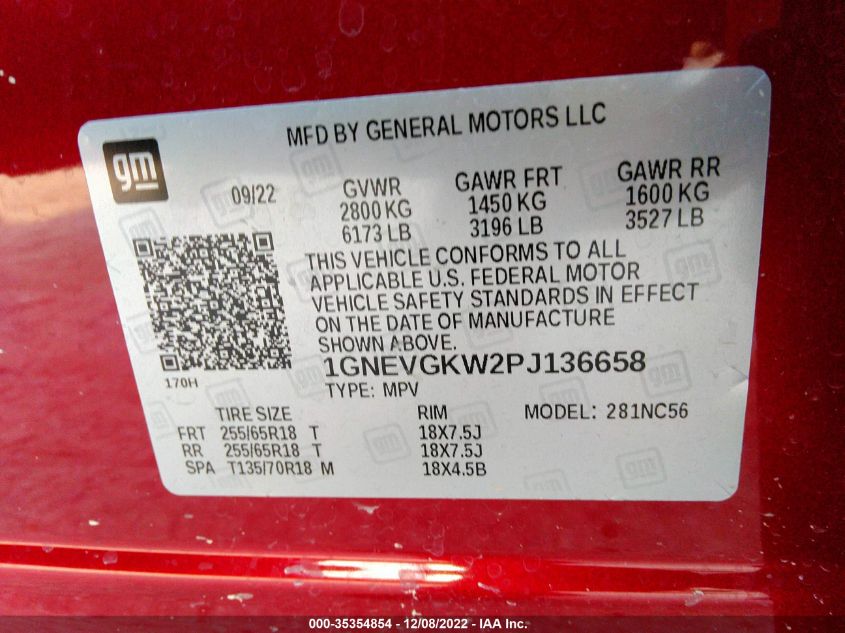 MFD BY GENERAL MOTORS LLC
gm
09/22
GVWR GAWR FRT GAWR RR
2800 KG 1450 KG 1600 KG
6173 LB 3196 LB 3527 LB
THIS VEHICLE CONFORMS TO ALL
APPLICABLE U.S. FEDERAL MOTOR
VEHICLE SAFETY STANDARDS IN EFFECT
ON THE DATE OF MANUFACTURE
SHOWN ABOVE.
170H
1GNEVGKW2PJ136658
TYPE: MPV
TIRE SIZE RIM MODEL: 281NC56
FRT 255/65R18 T 18X7.5J
RR 255/65R18 T 18X7.5J
SPA T135/70R18 M 18X4.5B
000-35354854 - 12/08/2022 - IAA Inc.